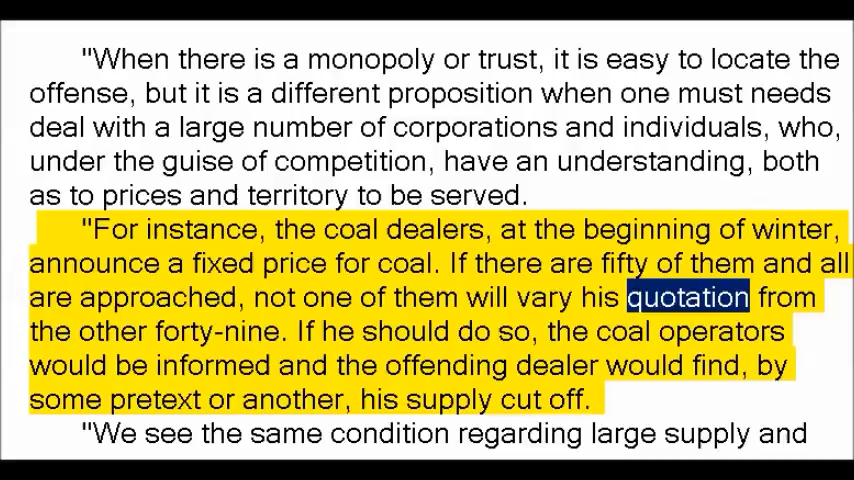 "When there is a monopoly or trust, it is easy to locate the
offense, but it is a different proposition when one must needs
deal with a large number of corporations and individuals, who,
under the guise of competition, have an understanding, both
as to prices and territory to be served.
"For instance, the coal dealers, at the beginning of winter,
announce a fixed price for coal. If there are fifty of them and all
are approached, not one of them will vary his quotation from
the other forty-nine. If he should do so, the coal operators
would be informed and the offending dealer would find, by
some pretext or another, his supply cut off.
"We see the same condition regarding large supply and